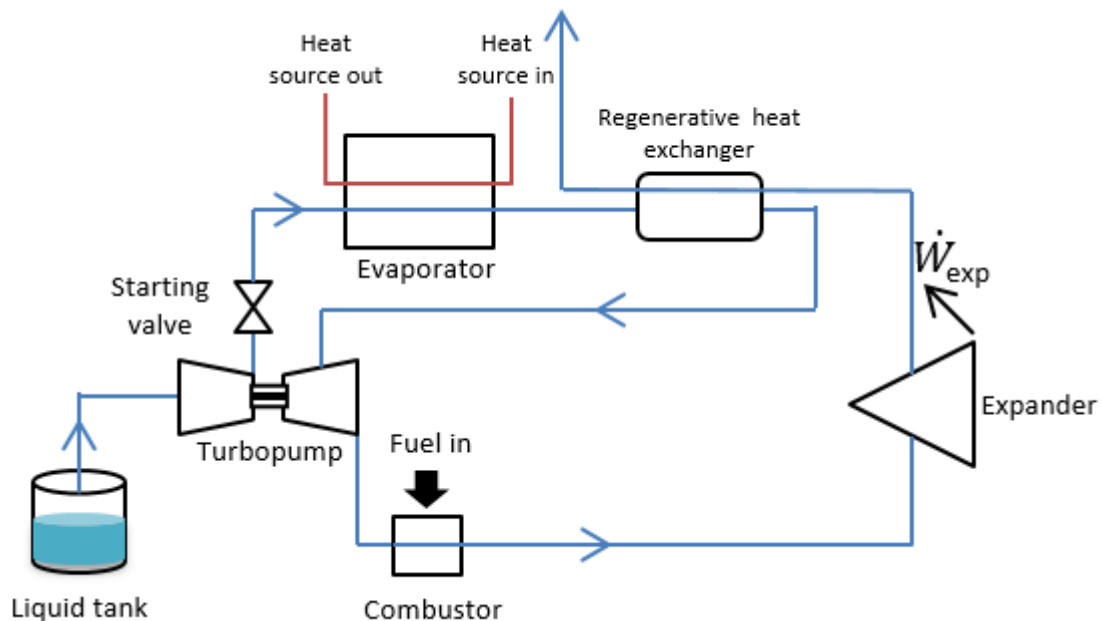 Heat
source out
Heat
source in
Regenerative heat
exchanger
Evaporator
Ẇexp
Starting
valve
Expander
Turbopump
Fuel in
Liquid tank
Combustor